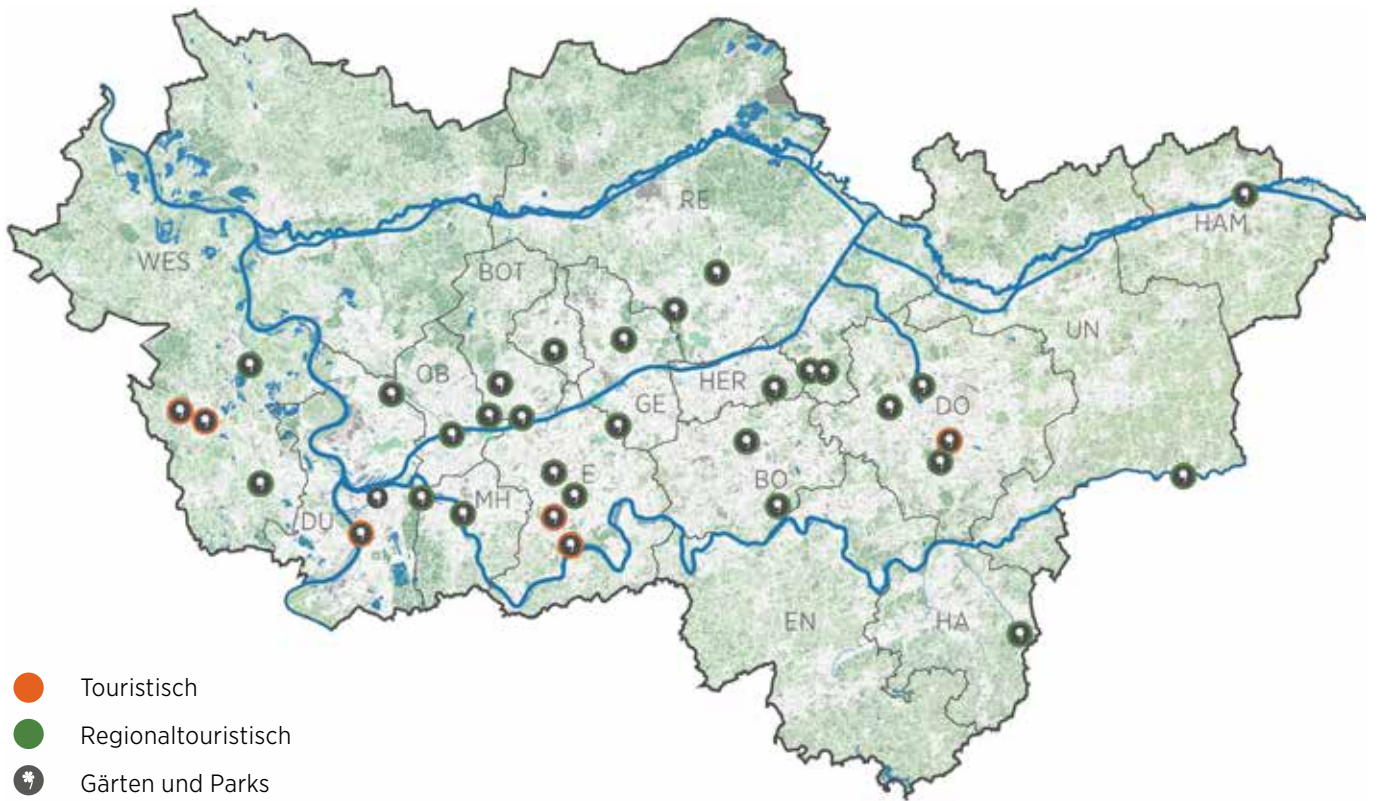 RE
HAM
WES
BOT
UN
OB
HER
GE
DO
E
BO
MH
DU
EN
HA
Touristisch
Regionaltouristisch
Gärten und Parks